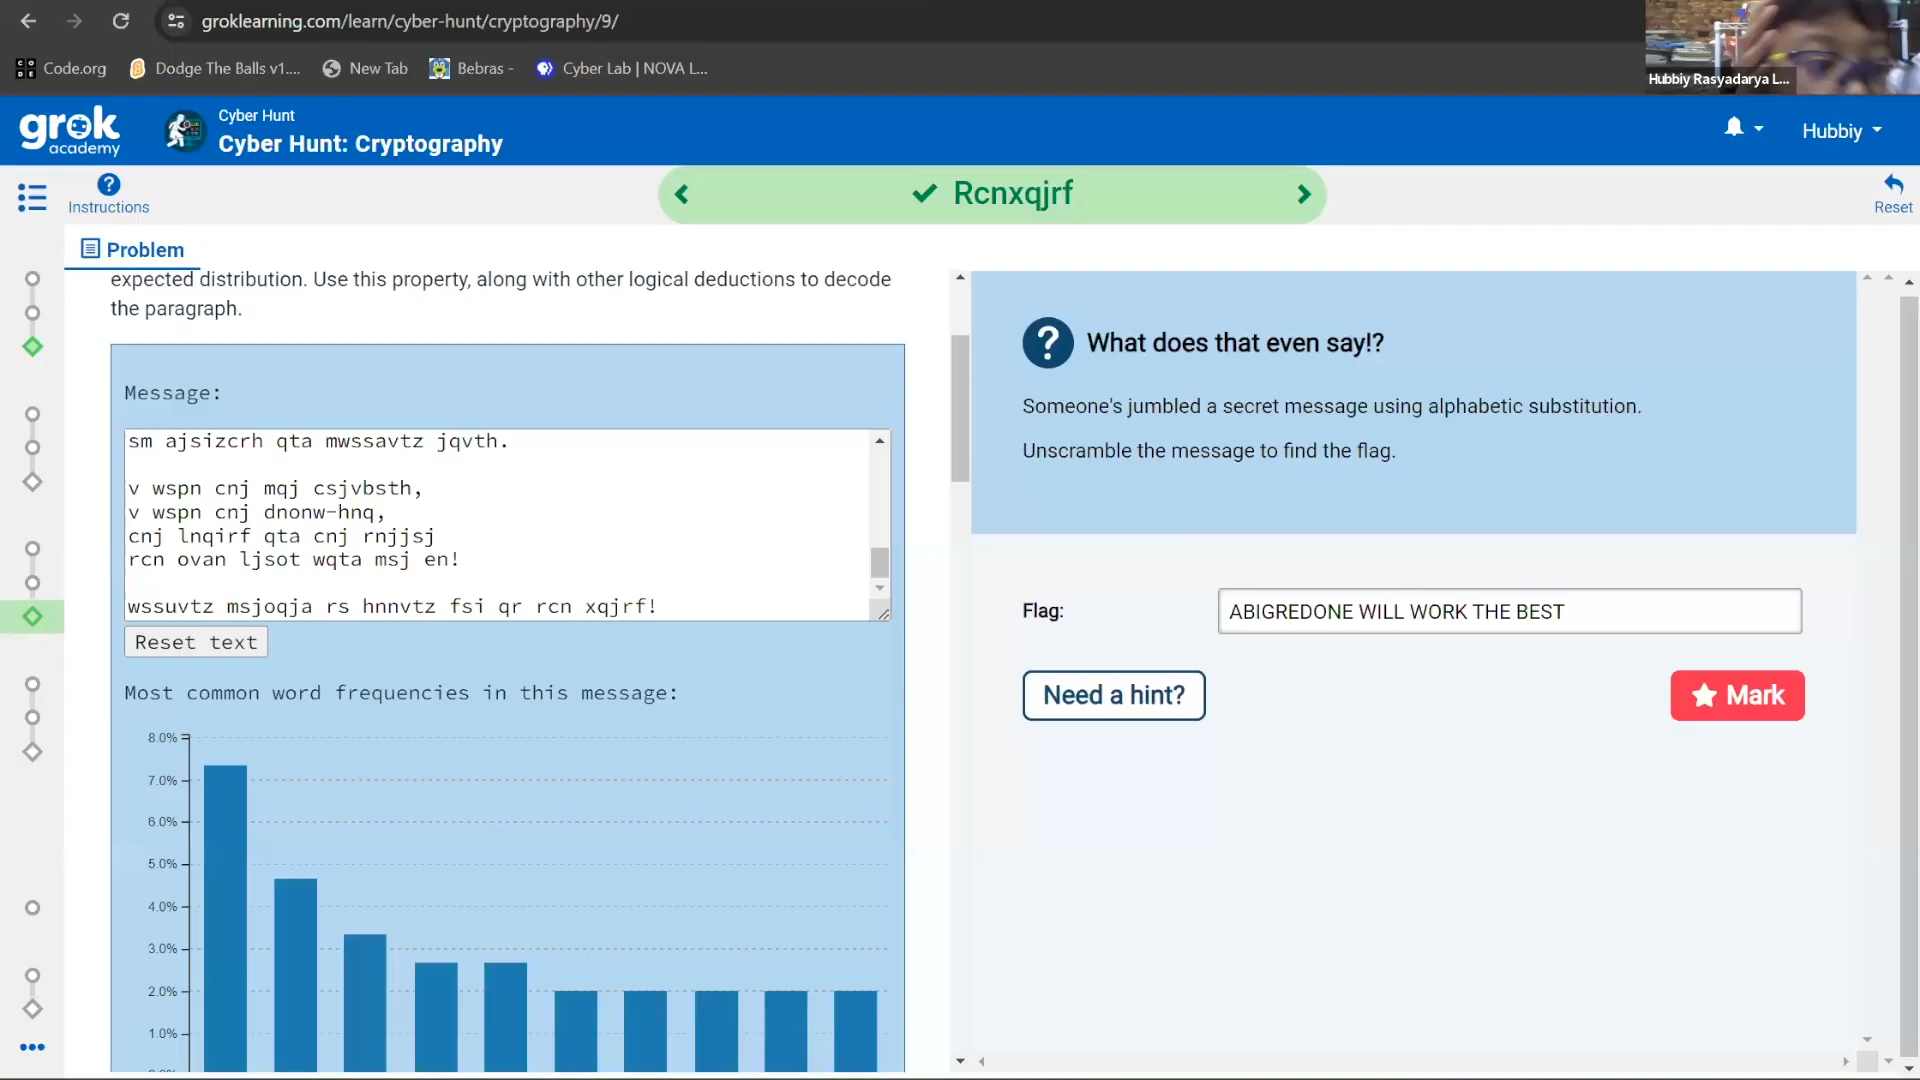 groklearning.com/learn/cyber-hunt/cryptography/9/
Code.org
Dodge The Balls v1....
New Tab
Bebras -
Cyber Lab | NOVA L...
Hubbiy Rasyadarya L...
grok
academy
Cyber Hunt
Cyber Hunt: Cryptography
Hubbiy
Instructions
Rcnxqjrf
Reset
Problem
expected distribution. Use this property, along with other logical deductions to decode
the paragraph.
Message:
sm ajsizcrh qta mwssavtz jqvth.
v wspn cnj mqj csjvbsth,
v wspn cnj dnonw-hnq,
cnj lnqirf qta cnj rnjjsj
rcn ovan ljsot wqta msj en!
wssuvtz msjoqja rs hnnvtz fsi qr rcn xqjrf!
Reset text
Most common word frequencies in this message:
8.0%
7.0%
6.0%
5.0%
4.0%
3.0%
2.0%
1.0%
What does that even say!?
Someone's jumbled a secret message using alphabetic substitution.
Unscramble the message to find the flag.
Flag:
ABIGREDONE WILL WORK THE BEST
Need a hint?
Mark